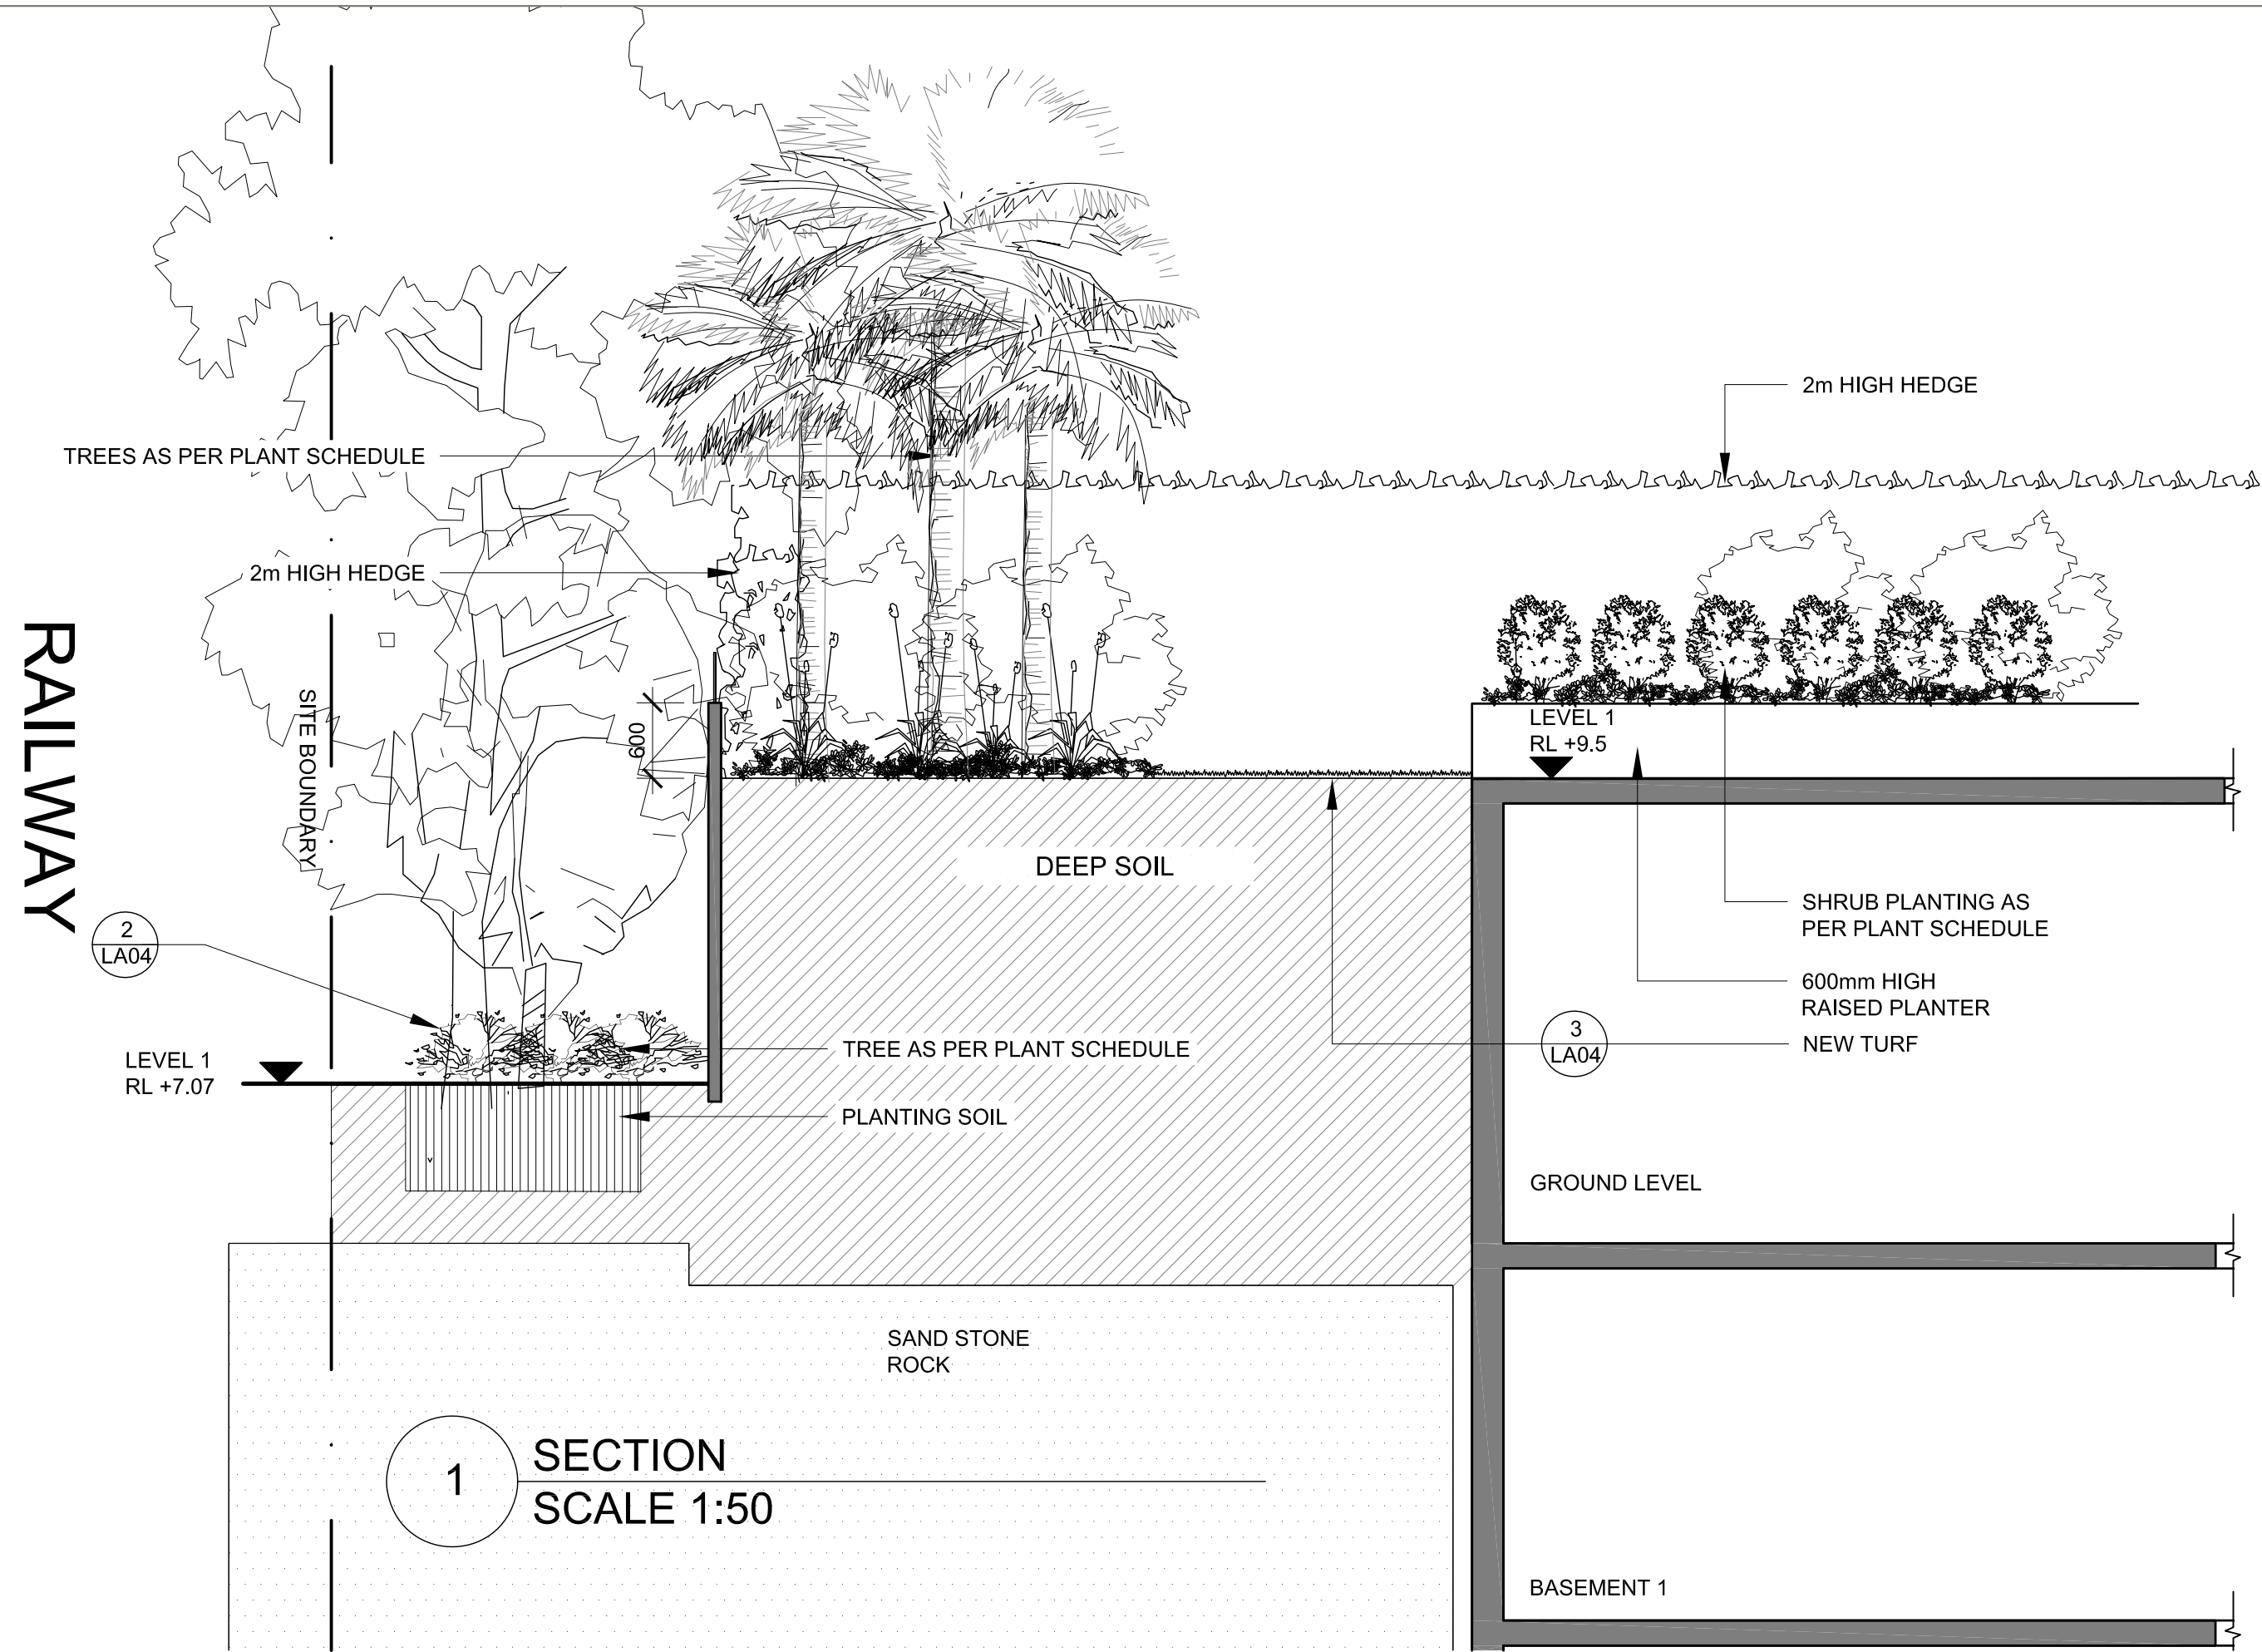 2m HIGH HEDGE
TREES AS PER PLANT SCHEDULE
2m HIGH HEDGE
RAILWAY
SITE BOUNDARY
600
LEVEL 1
RL +9.5
DEEP SOIL
SHRUB PLANTING AS
PER PLANT SCHEDULE
2
LA04
600mm HIGH
RAISED PLANTER
3
LA04
NEW TURF
TREE AS PER PLANT SCHEDULE
LEVEL 1
RL +7.07
PLANTING SOIL
GROUND LEVEL
SAND STONE
ROCK
1
SECTION
SCALE 1:50
BASEMENT 1